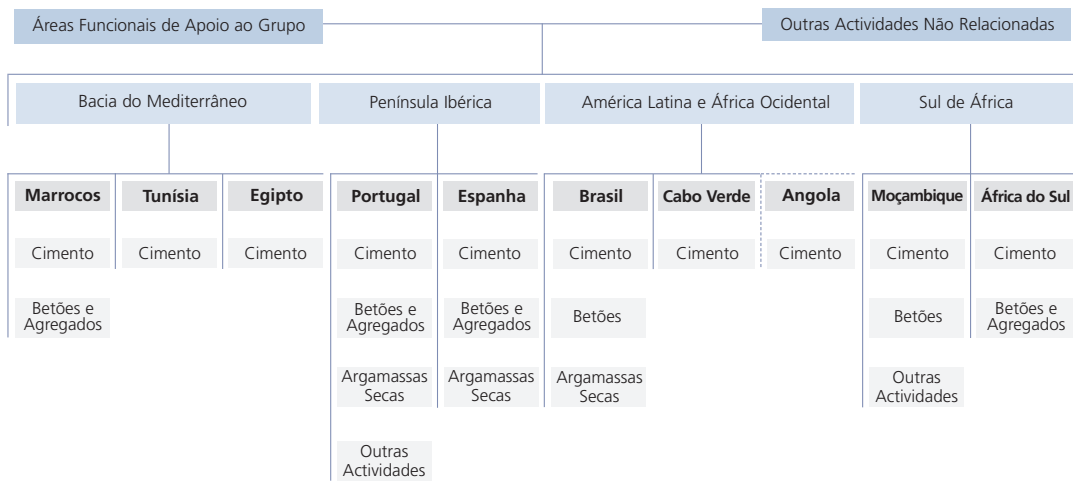 Áreas Funcionais de Apoio ao Grupo
Outras Actividades Não Relacionadas
Bacia do Mediterrâneo
Península Ibérica
América Latina e África Ocidental
Sul de África
Marrocos
Tunísia
Egipto
Portugal
Espanha
Brasil
Cabo Verde
Angola
Moçambique
África do Sul
Cimento
Cimento
Cimento
Cimento
Cimento
Cimento
Cimento
Cimento
Cimento
Cimento
Betões e
Agregados
Betões e
Agregados
Betões e
Agregados
Betões
Betões
Betões e
Agregados
Argamassas
Secas
Argamassas
Secas
Argamassas
Secas
Outras
Actividades
Outras
Actividades